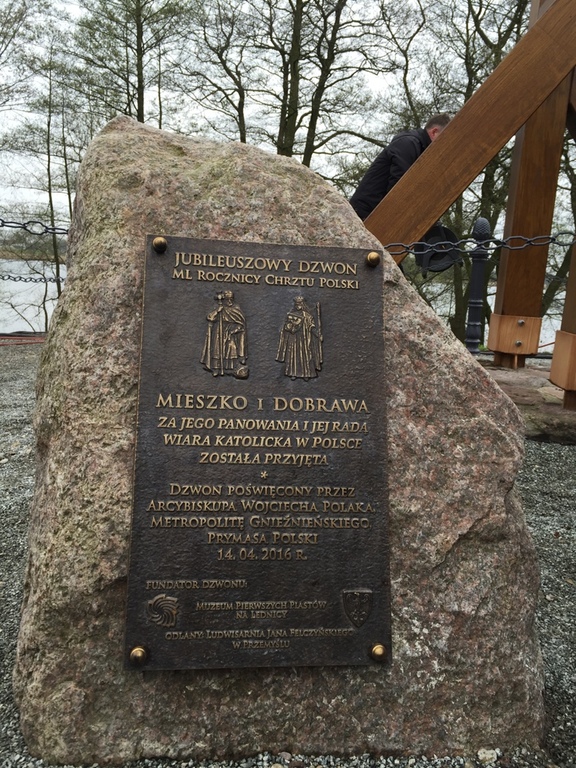 JUBILEUSZOWY DZWON
ML ROCZNICY CHRZTU POLSKI
MIESZKO I DOBRAWA
ZA JEGO PANOWANIA I JEJ RADĄ
WIARA KATOLICKA W POLSCE
ZOSTAŁA PRZYJĘTA
*
DZWON POŚWIĘCONY PRZEZ
ARCYBISKUPA WOJCIECHA POLAKA
METROPOLITĘ GNIEŹNIEŃSKIEGO
PRYMASA POLSKI
14.04.2016 R.
FUNDATOR DZWONU:
MUZEUM PIERWSZYCH PIASTÓW
NA LEDNICY
ODLANY: LUDWISARNIA JANA FELCZYŃSKIEGO
W PRZEMYŚLU